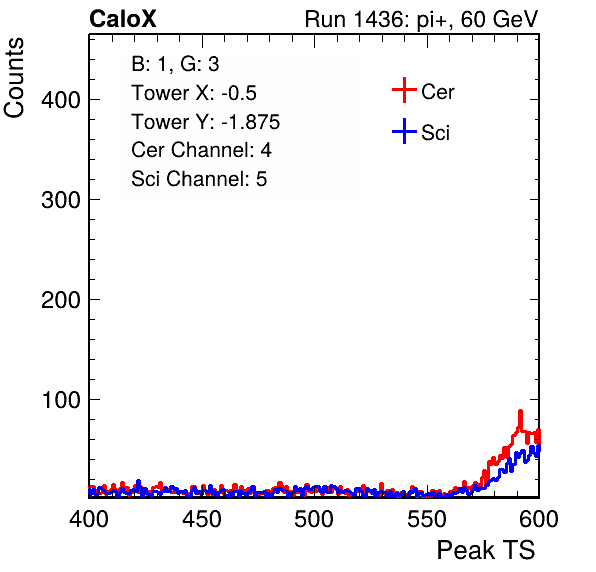 CaloX Run 1436: pi+, 60 GeV
Counts
B: 1, G: 3
Tower X: -0.5
Tower Y: -1.875
Cer Channel: 4
Sci Channel: 5
Cer
Sci
400
300
200
100
400 450 500 550 600
Peak TS